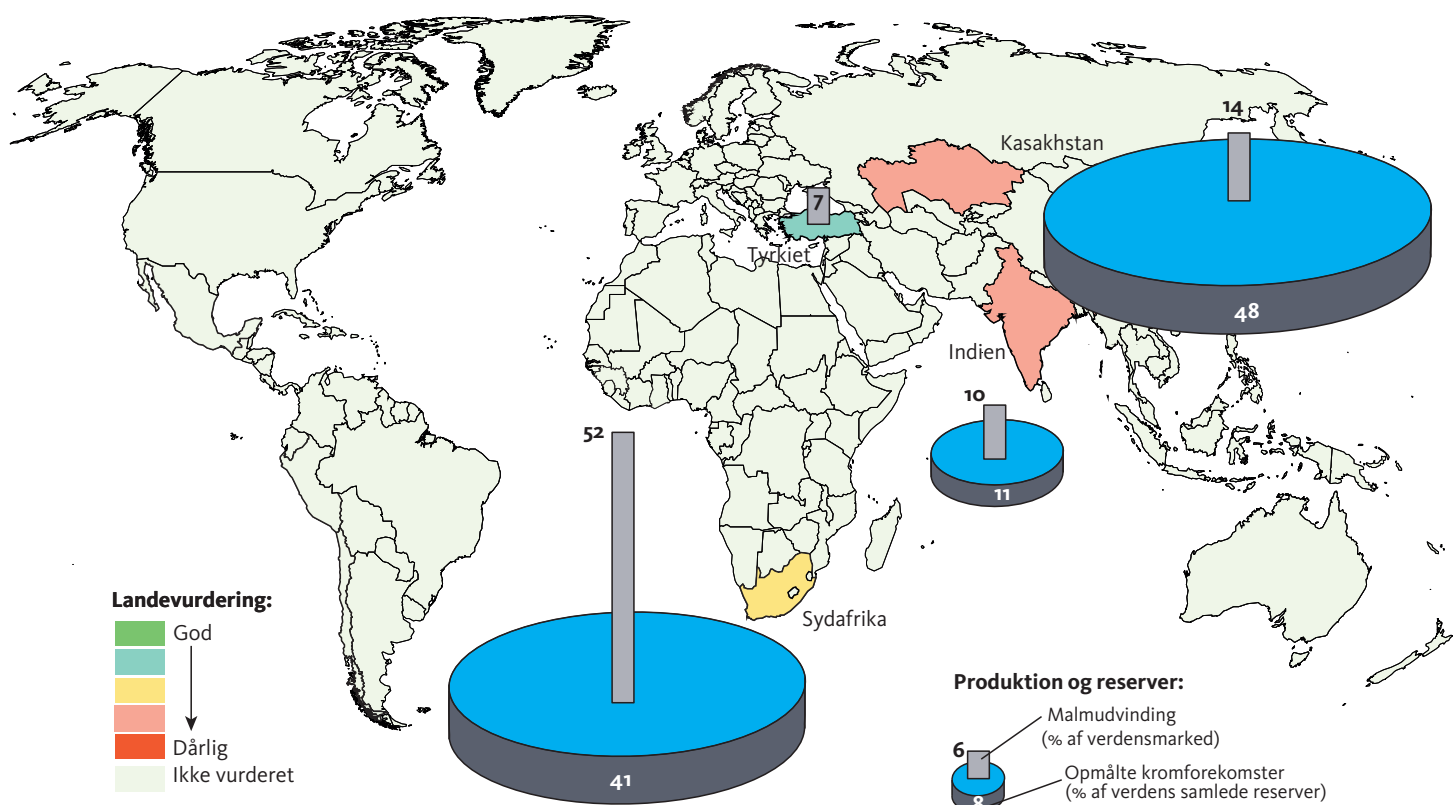 14
Kasakhstan
48
7
Tyrkiet
Indien
10
11
52
41
Sydafrika
Landevurdering:
God
Dårlig
Ikke vurderet
Produktion og reserver:
Malmudvinding
(% af verdensmarked)
6
Opmålte kromforekomster
(% af verdens samlede reserver)
8